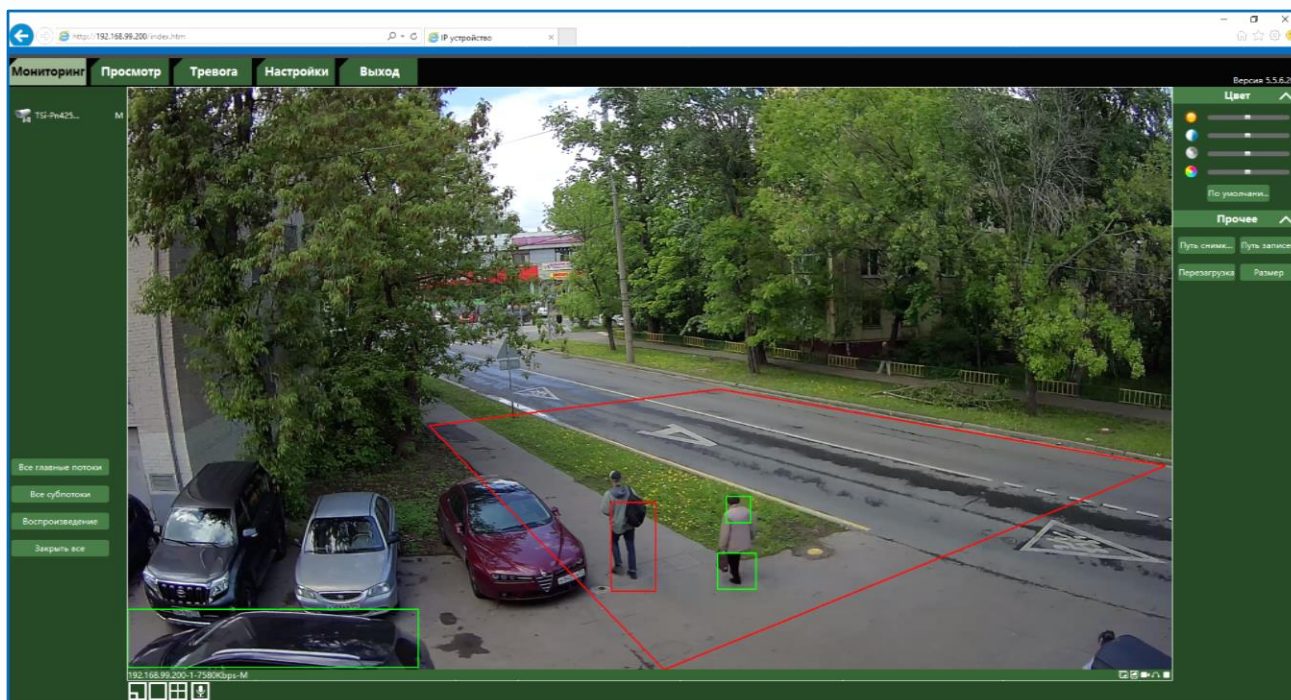 http://192.168.99.200/index.htm
IP устройство
Мониторинг Просмотр Тревога Настройки Выход
Версия 5.5.6.2
TSi-Pn425... M
Цвет
По умолчани...
Прочее
Путь снимк... Путь записе
Перезагрузка Размер
Все главные потоки
Все субпотоки
Воспроизведение
Закрыть все
192.168.99.200-1-7580Kbps-M